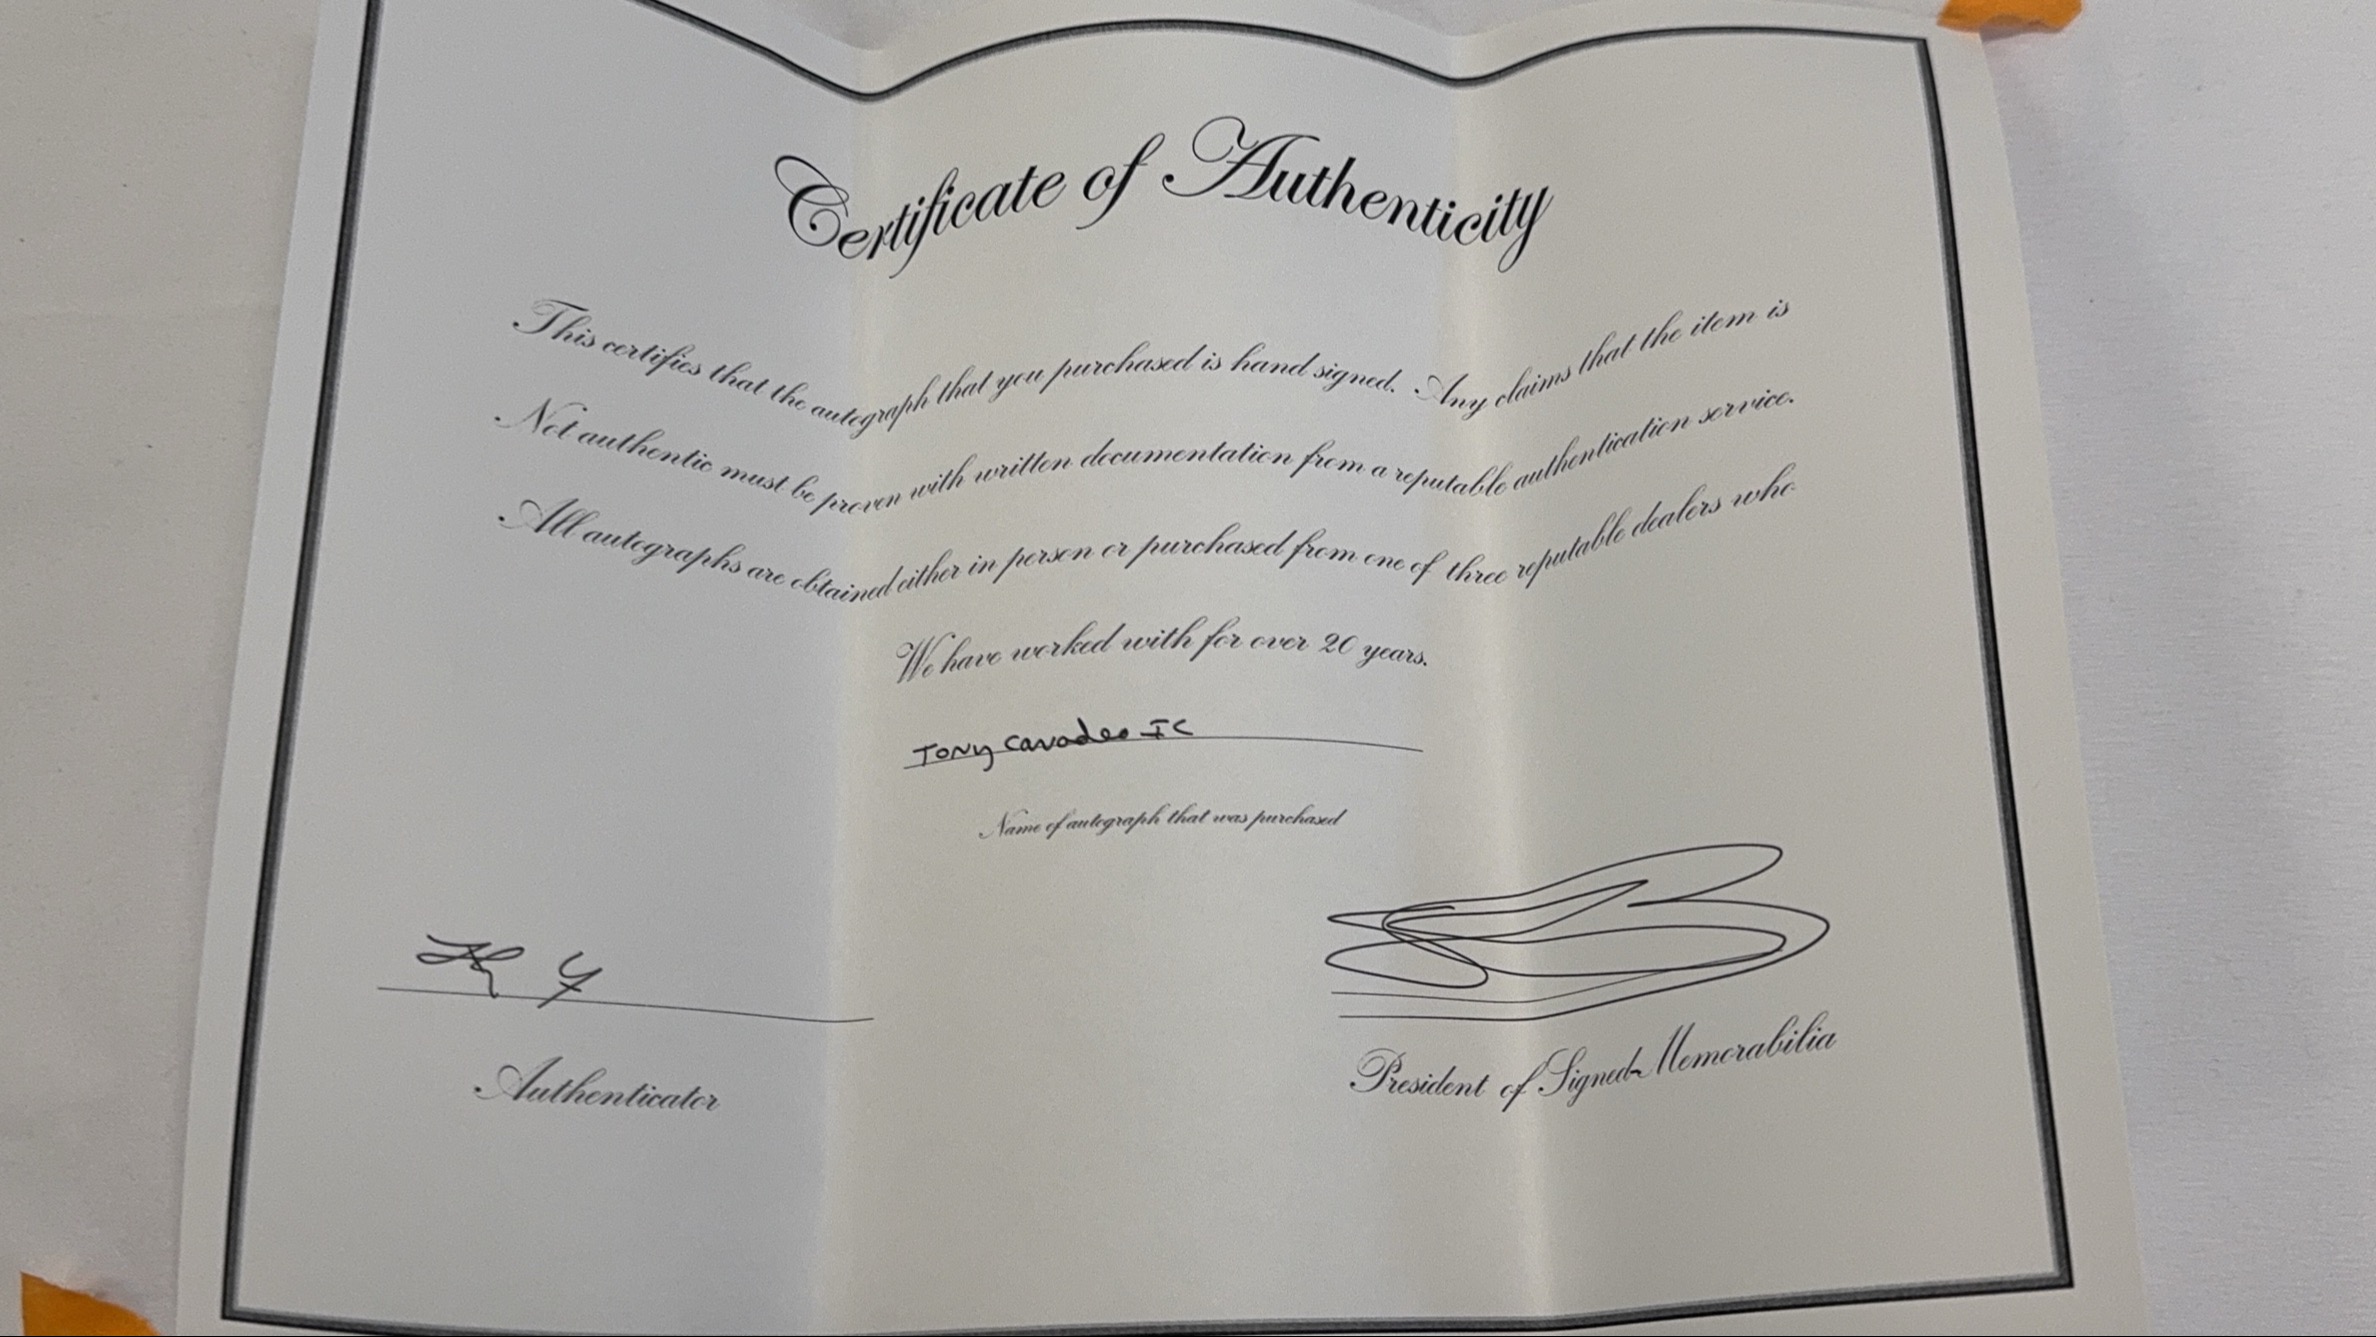 Certificate of Authenticity
This certifies that the autograph that you purchased is hand signed. Any claims that the item is
Not authentic must be proven with written documentation from a reputable authentication service.
All autographs are obtained either in person or purchased from one of three reputable dealers who
We have worked with for over 20 years.
Tony Canadeo IC
Name of autograph that was purchased
Authenticator
President of Signed Memorabilia